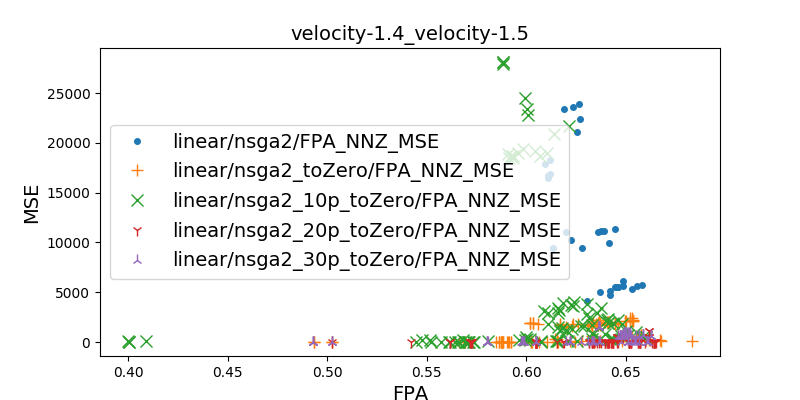 velocity-1.4_velocity-1.5
MSE
25000
20000
15000
10000
5000
0
linear/nsga2/FPA_NNZ_MSE
linear/nsga2_toZero/FPA_NNZ_MSE
linear/nsga2_10p_toZero/FPA_NNZ_MSE
linear/nsga2_20p_toZero/FPA_NNZ_MSE
linear/nsga2_30p_toZero/FPA_NNZ_MSE
0.40 0.45 0.50 0.55 0.60 0.65
FPA